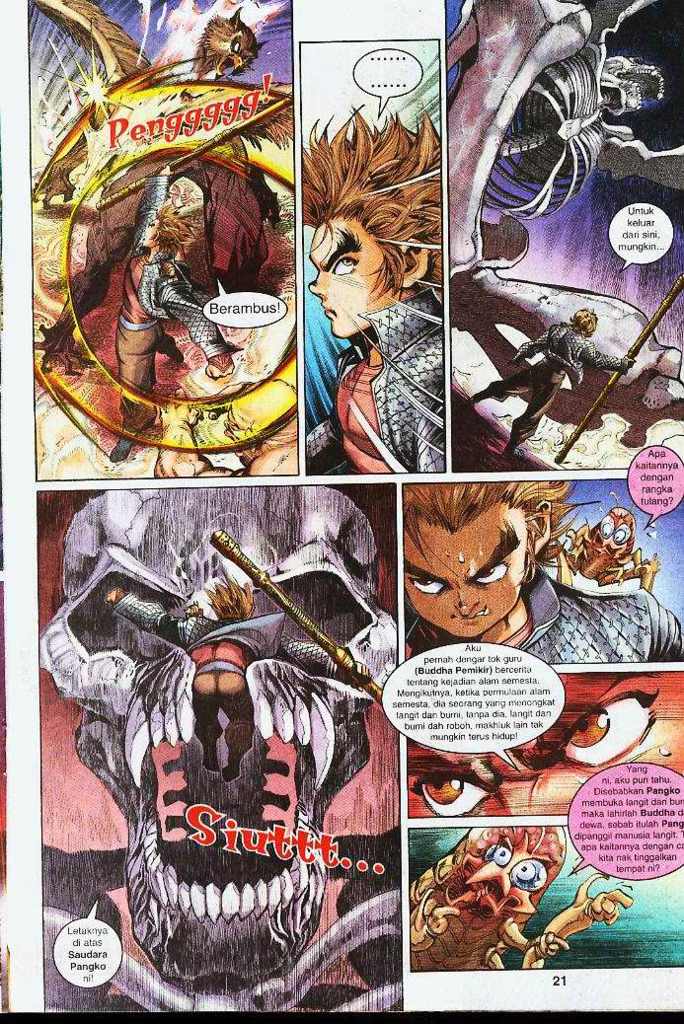 Penggggg!
Berambus!
......
......
Untuk
keluar
dari sini,
mungkin...
Letuknya
di atas
Saudara
Pangko
ni!
Siuttt...
Apa
kaitannya
dengan
rangka
tulang?
Aku
pernah dengar tok guru
(Buddha Pemikir) bercerita
tentang kejadian alam semesta.
Mengikutnya, ketika permulaan alam
semesta, dia seorang yang menongkat
langit dan bumi, tanpa dia, langit dan
bumi dah roboh, makhluk lain tak
mungkin terus hidup!
Yang
ni, aku pun tahu.
Disebabkan Pangko
membuka langit dan bum
maka lahirlah Buddha d
dewa, sebab itulah Pang
dipanggil manusia langit. T
apa kaitannya dengan ca
kita nak tinggalkan
tempat ni?
21